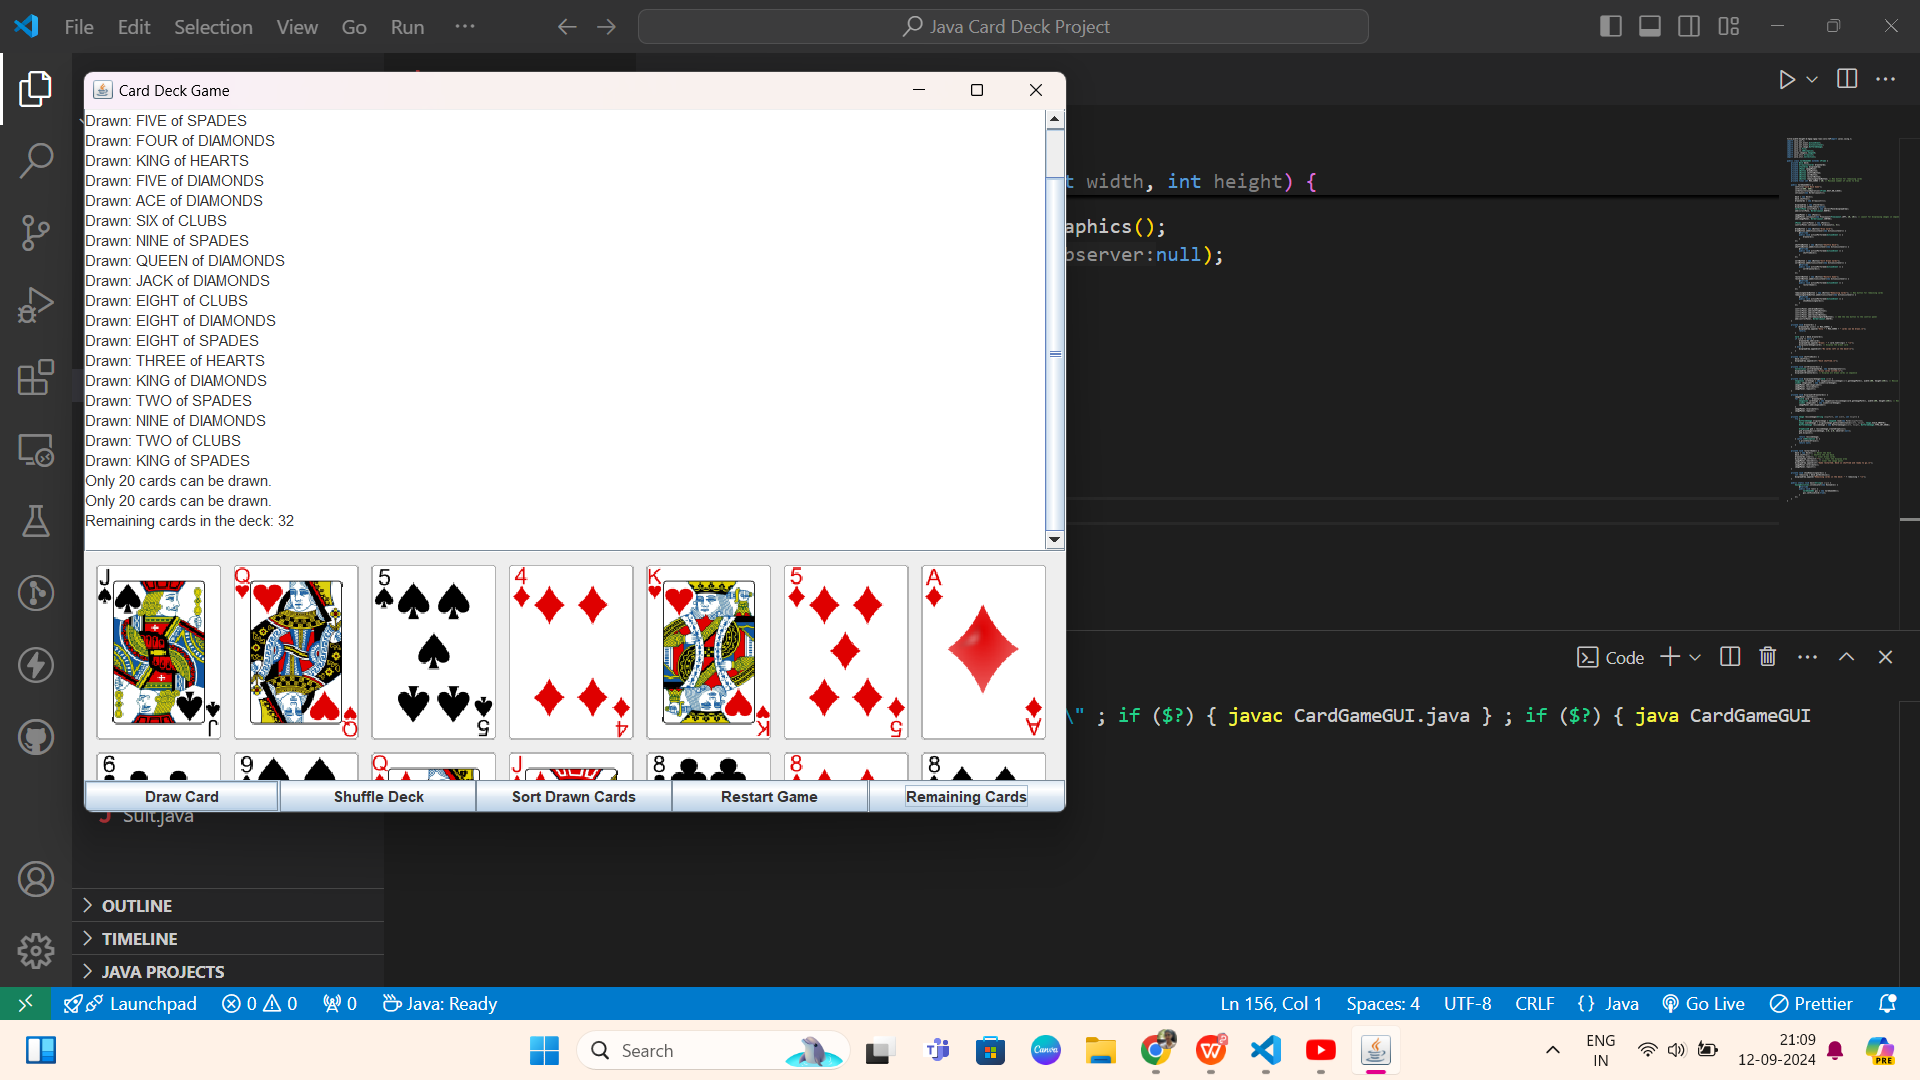 File Edit Selection View Go Run ···
Java Card Deck Project
Card Deck Game
Drawn: FIVE of SPADES
Drawn: FOUR of DIAMONDS
Drawn: KING of HEARTS
Drawn: FIVE of DIAMONDS
Drawn: ACE of DIAMONDS
Drawn: SIX of CLUBS
Drawn: NINE of SPADES
Drawn: QUEEN of DIAMONDS
Drawn: JACK of DIAMONDS
Drawn: EIGHT of CLUBS
Drawn: EIGHT of DIAMONDS
Drawn: EIGHT of SPADES
Drawn: THREE of HEARTS
Drawn: KING of DIAMONDS
Drawn: TWO of SPADES
Drawn: NINE of DIAMONDS
Drawn: TWO of CLUBS
Drawn: KING of SPADES
Only 20 cards can be drawn.
Only 20 cards can be drawn.
Remaining cards in the deck: 32
t width, int height) {
aphics();
bserver:null);
J Q 5 4 K 5 A
J Q 5 4 K 5 A
6 9 Q J 8 8 8
Draw Card Shuffle Deck Sort Drawn Cards Restart Game Remaining Cards
Code
\" ; if ($?) { javac CardGameGUI.java } ; if ($?) { java CardGameGUI
J Suit.java
OUTLINE
TIMELINE
JAVA PROJECTS
Launchpad 0 0 0 Java: Ready
Ln 156, Col 1 Spaces: 4 UTF-8 CRLF {} Java Go Live Prettier
Search
Canva
2
PRE
ENG
IN
21:09
12-09-2024